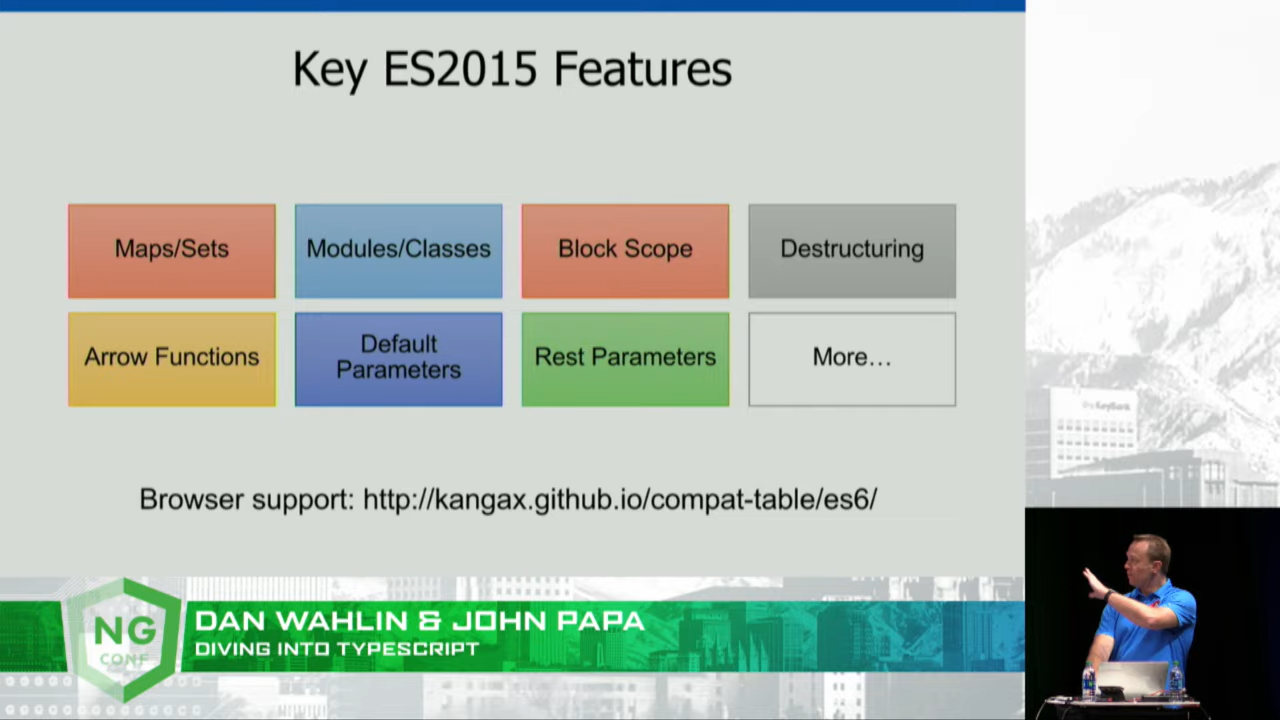 Key ES2015 Features
Maps/Sets
Modules/Classes
Block Scope
Destructuring
Arrow Functions
Default
Parameters
Rest Parameters
More…
Browser support: http://kangax.github.io/compat-table/es6/
KeyBank
NG
CONF
DAN WAHLIN & JOHN PAPA
DIVING INTO TYPESCRIPT